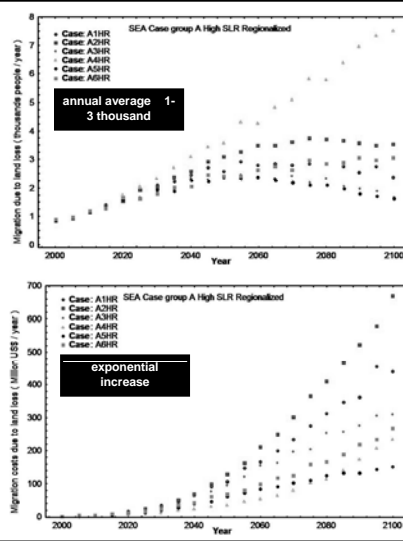 SEA Case group A High SLR Regionalized
Case: A1HR
Case: A2HR
Case: A3HR
Case: A4HR
Case: A5HR
Case: A6HR
annual average 1-
3 thousand
Migration due to land loss ( thousands people / year )
8
7
6
5
4
3
2
1
0
2000 2020 2040 2060 2080 2100
Year
SEA Case group A High SLR Regionalized
Case: A1HR
Case: A2HR
Case: A3HR
Case: A4HR
Case: A5HR
Case: A6HR
exponential
increase
Migration costs due to land loss ( Million US$ / year )
700
600
500
400
300
200
100
0
2000 2020 2040 2060 2080 2100
Year